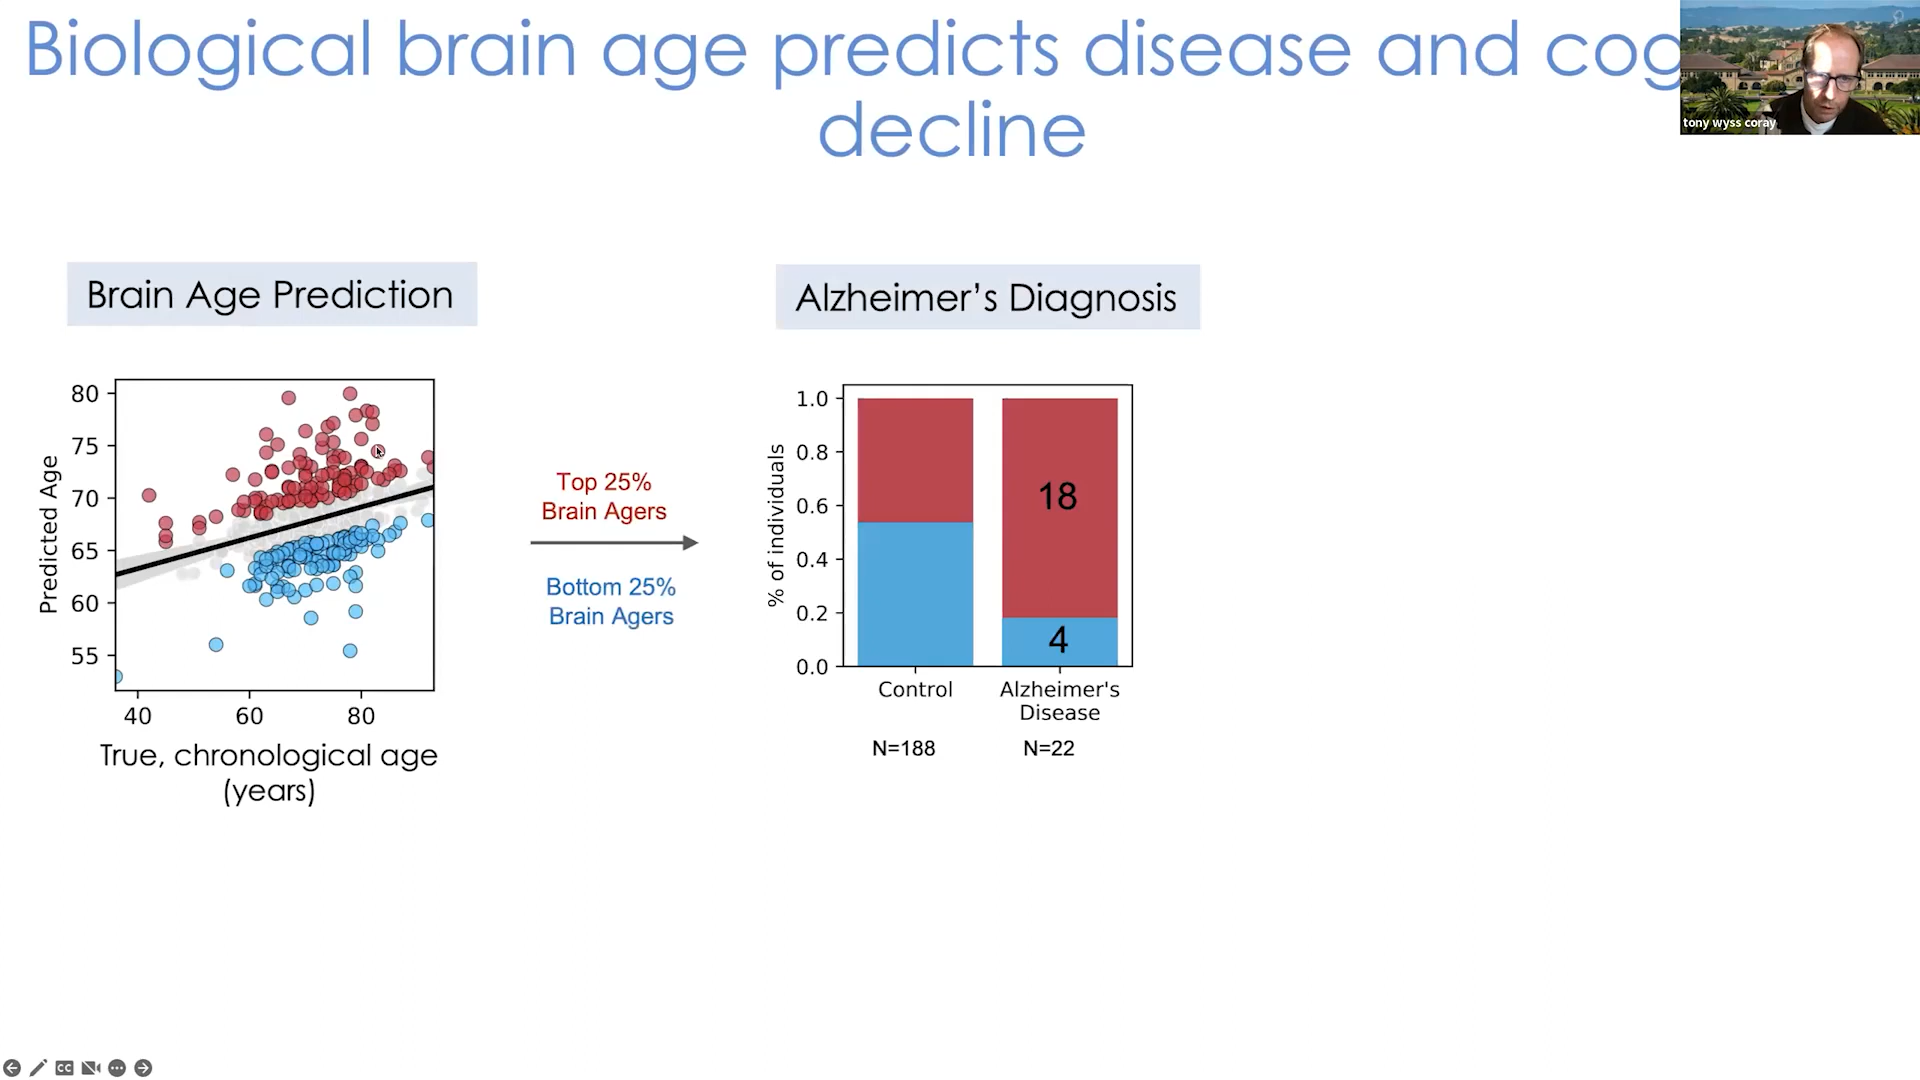 Biological brain age predicts disease and cog
decline
tony wyss coray
Brain Age Prediction
80
75
70
65
60
55
Predicted Age
40 60 80
True, chronological age
(years)
Top 25%
Brain Agers
Bottom 25%
Brain Agers
Alzheimer's Diagnosis
1.0
0.8
0.6
0.4
0.2
0.0
% of individuals
18
4
Control
Alzheimer's
Disease
N=188
N=22
CC